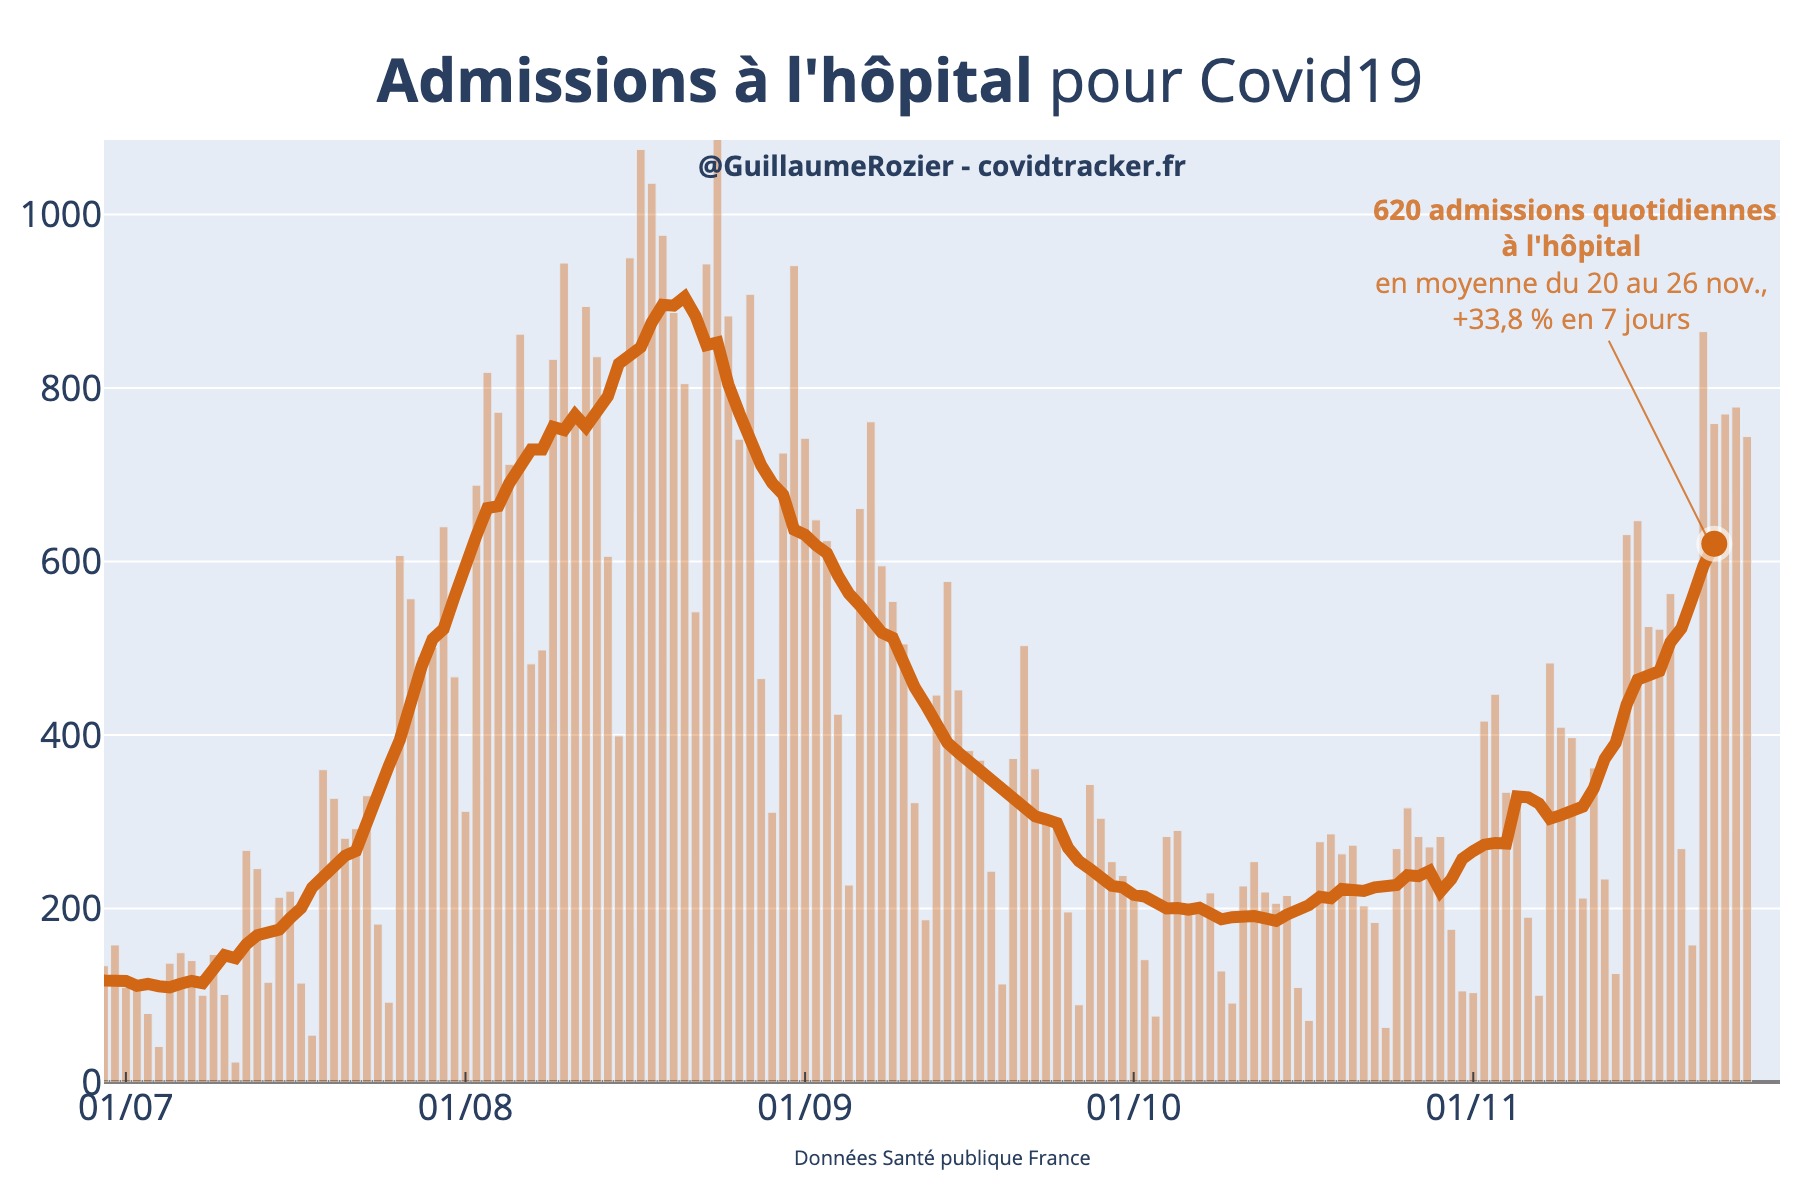 Admissions à l'hôpital pour Covid19
@GuillaumeRozier - covidtracker.fr
620 admissions quotidiennes
à l'hôpital
en moyenne du 20 au 26 nov.,
+33,8 % en 7 jours
1000
800
600
400
200
0
01/07
01/08
01/09
01/10
01/11
Données Santé publique France